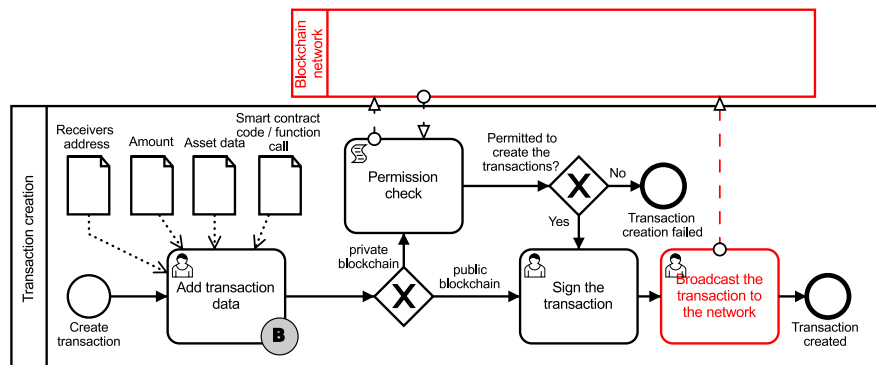 Blockchain
network
Transaction creation
Receivers
address
Amount
Asset data
Smart contract
code / function
call
Permission
check
Permitted to
create the
transactions?
No
Yes
Transaction
creation failed
private
blockchain
public
blockchain
Create
transaction
Add transaction
data
B
X
X
Sign the
transaction
Broadcast the
transaction to
the network
Transaction
created